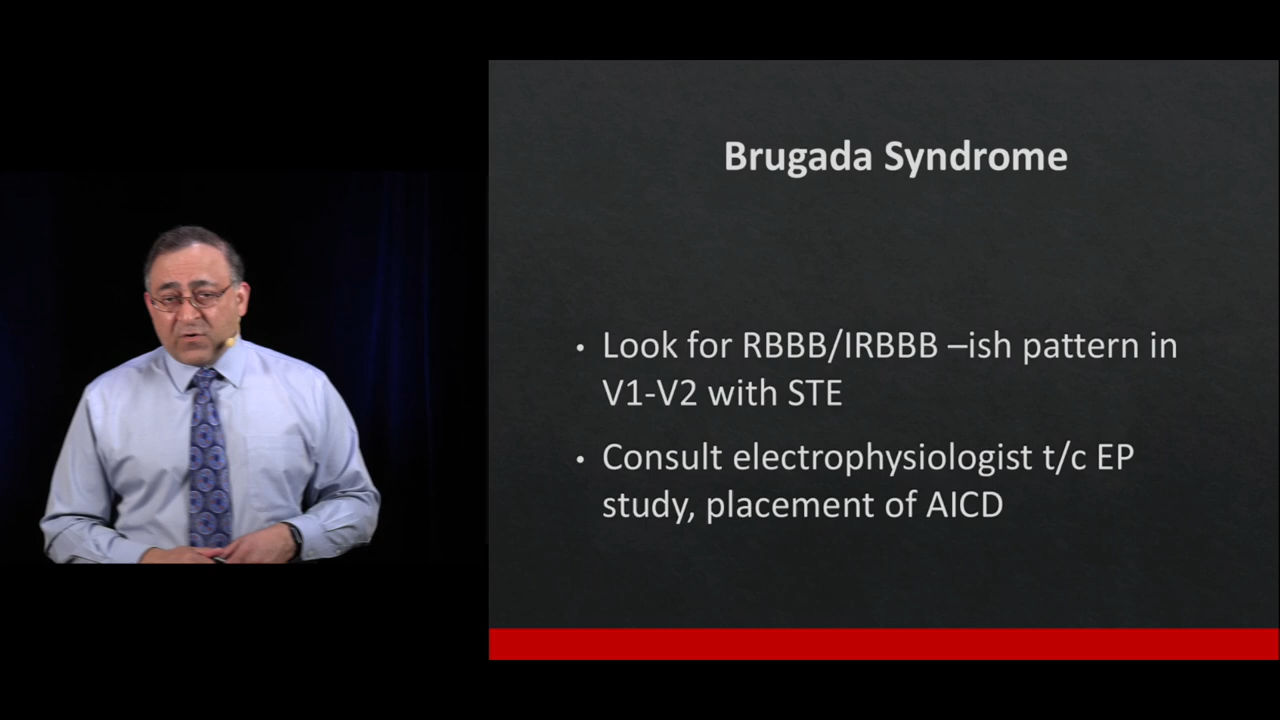 Brugada Syndrome
• Look for RBBB/IRBBB –ish pattern in
V1-V2 with STE
• Consult electrophysiologist t/c EP
study, placement of AICD